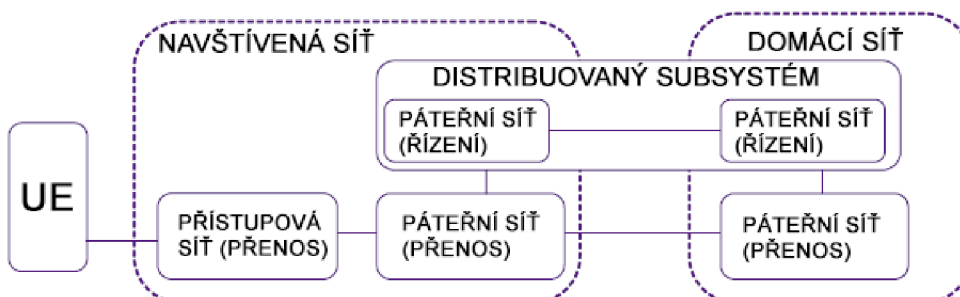 NAVŠTÍVENÁ SÍŤ
DOMÁCÍ SÍŤ
DISTRIBUOVANÝ SUBSYSTÉM
PÁTEŘNÍ SÍŤ
(ŘÍZENÍ)
PÁTEŘNÍ SÍŤ
(ŘÍZENÍ)
UE
PŘÍSTUPOVÁ
SÍŤ (PŘENOS)
PÁTEŘNÍ SÍŤ
(PŘENOS)
PÁTEŘNÍ SÍŤ
(PŘENOS)